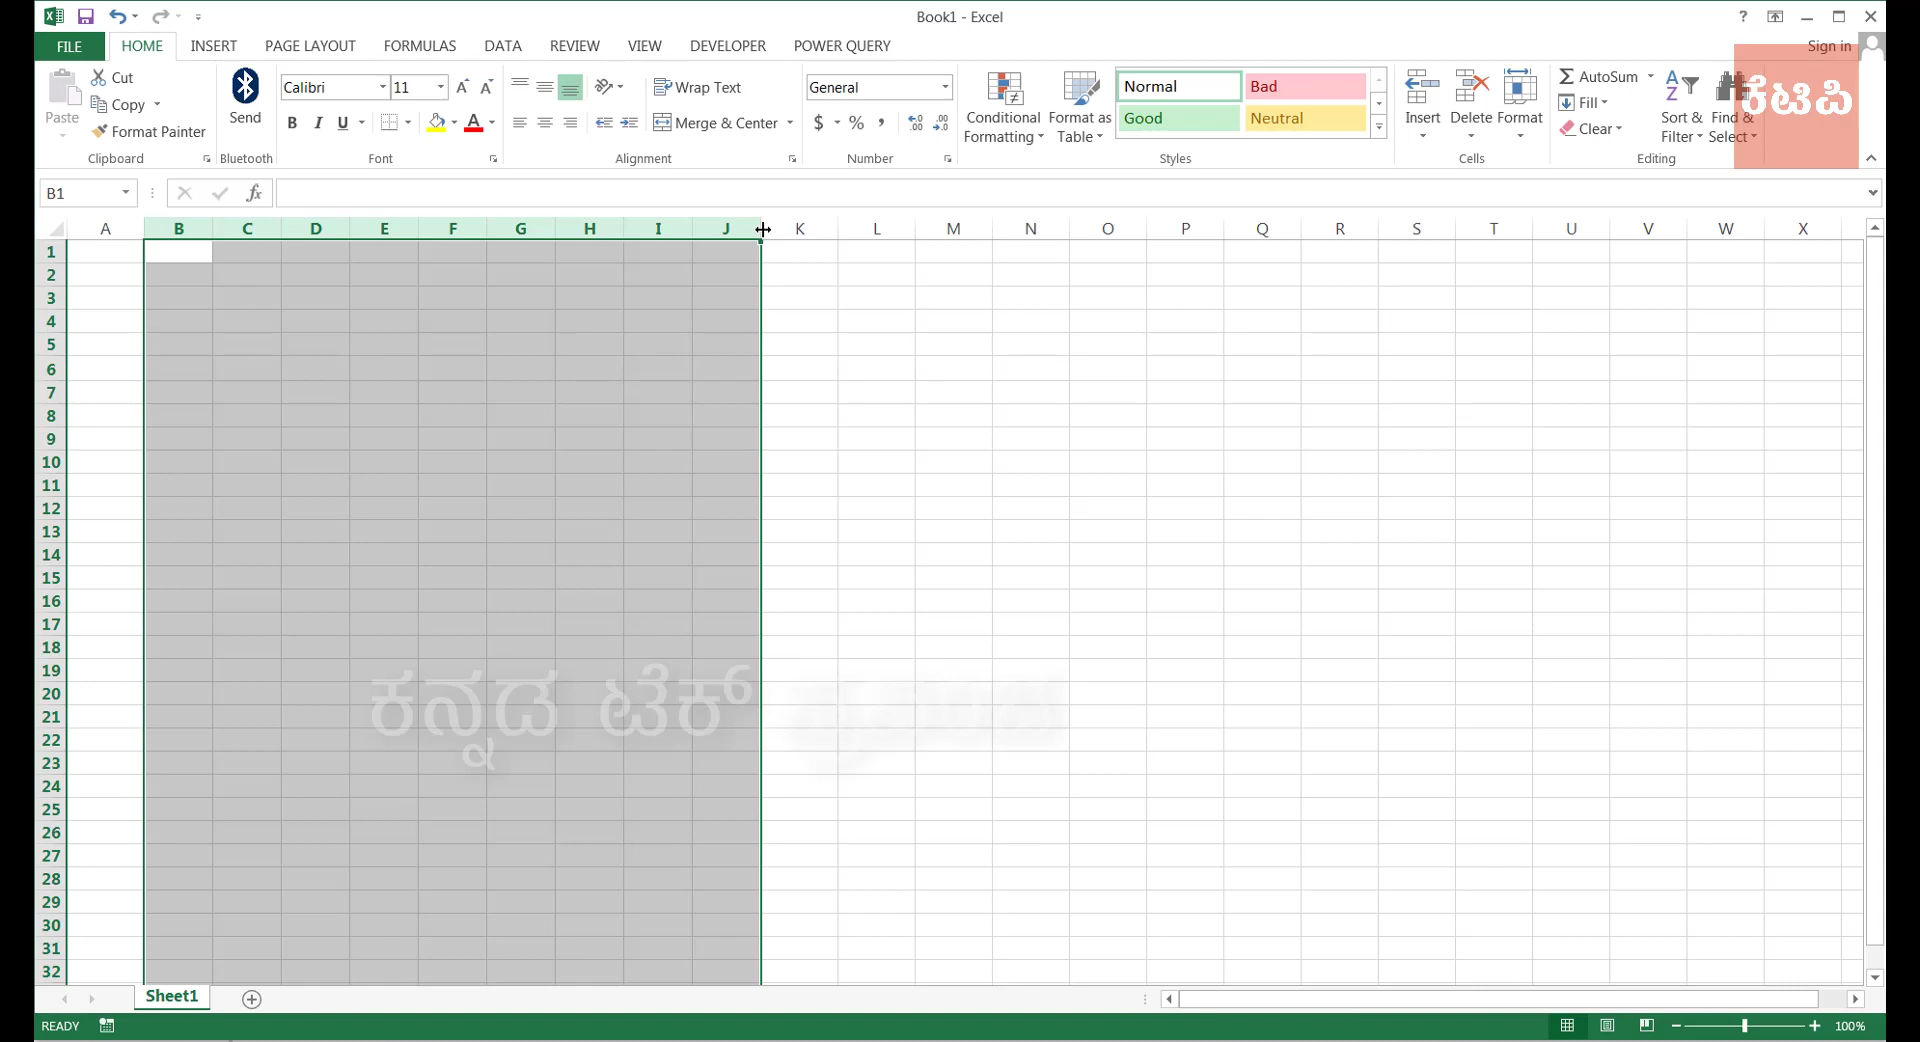 Book1 - Excel
?
FILE HOME INSERT PAGE LAYOUT FORMULAS DATA REVIEW VIEW DEVELOPER POWER QUERY
Sign in
ಕಟಪ
Paste
Cut
Copy
Format Painter
Clipboard
Send
Bluetooth
Calibri 11
B I U A
Font
Wrap Text
Merge & Center
Alignment
General
$ % ,
Number
Conditional Formatting
Format as Table
Normal Bad
Good Neutral
Styles
Insert Delete Format
Cells
AutoSum
Fill
Clear
Sort & Filter
Find & Select
Editing
B1 fx
A B C D E F G H I J K L M N O P Q R S T U V W X
1
2
3
4
5
6
7
8
9
10
11
12
13
14
15
16
17
18
19
20
21
22
23
24
25
26
27
28
29
30
31
32
ಕನ್ನಡ ಟೆಕ್
Sheet1
READY 100%